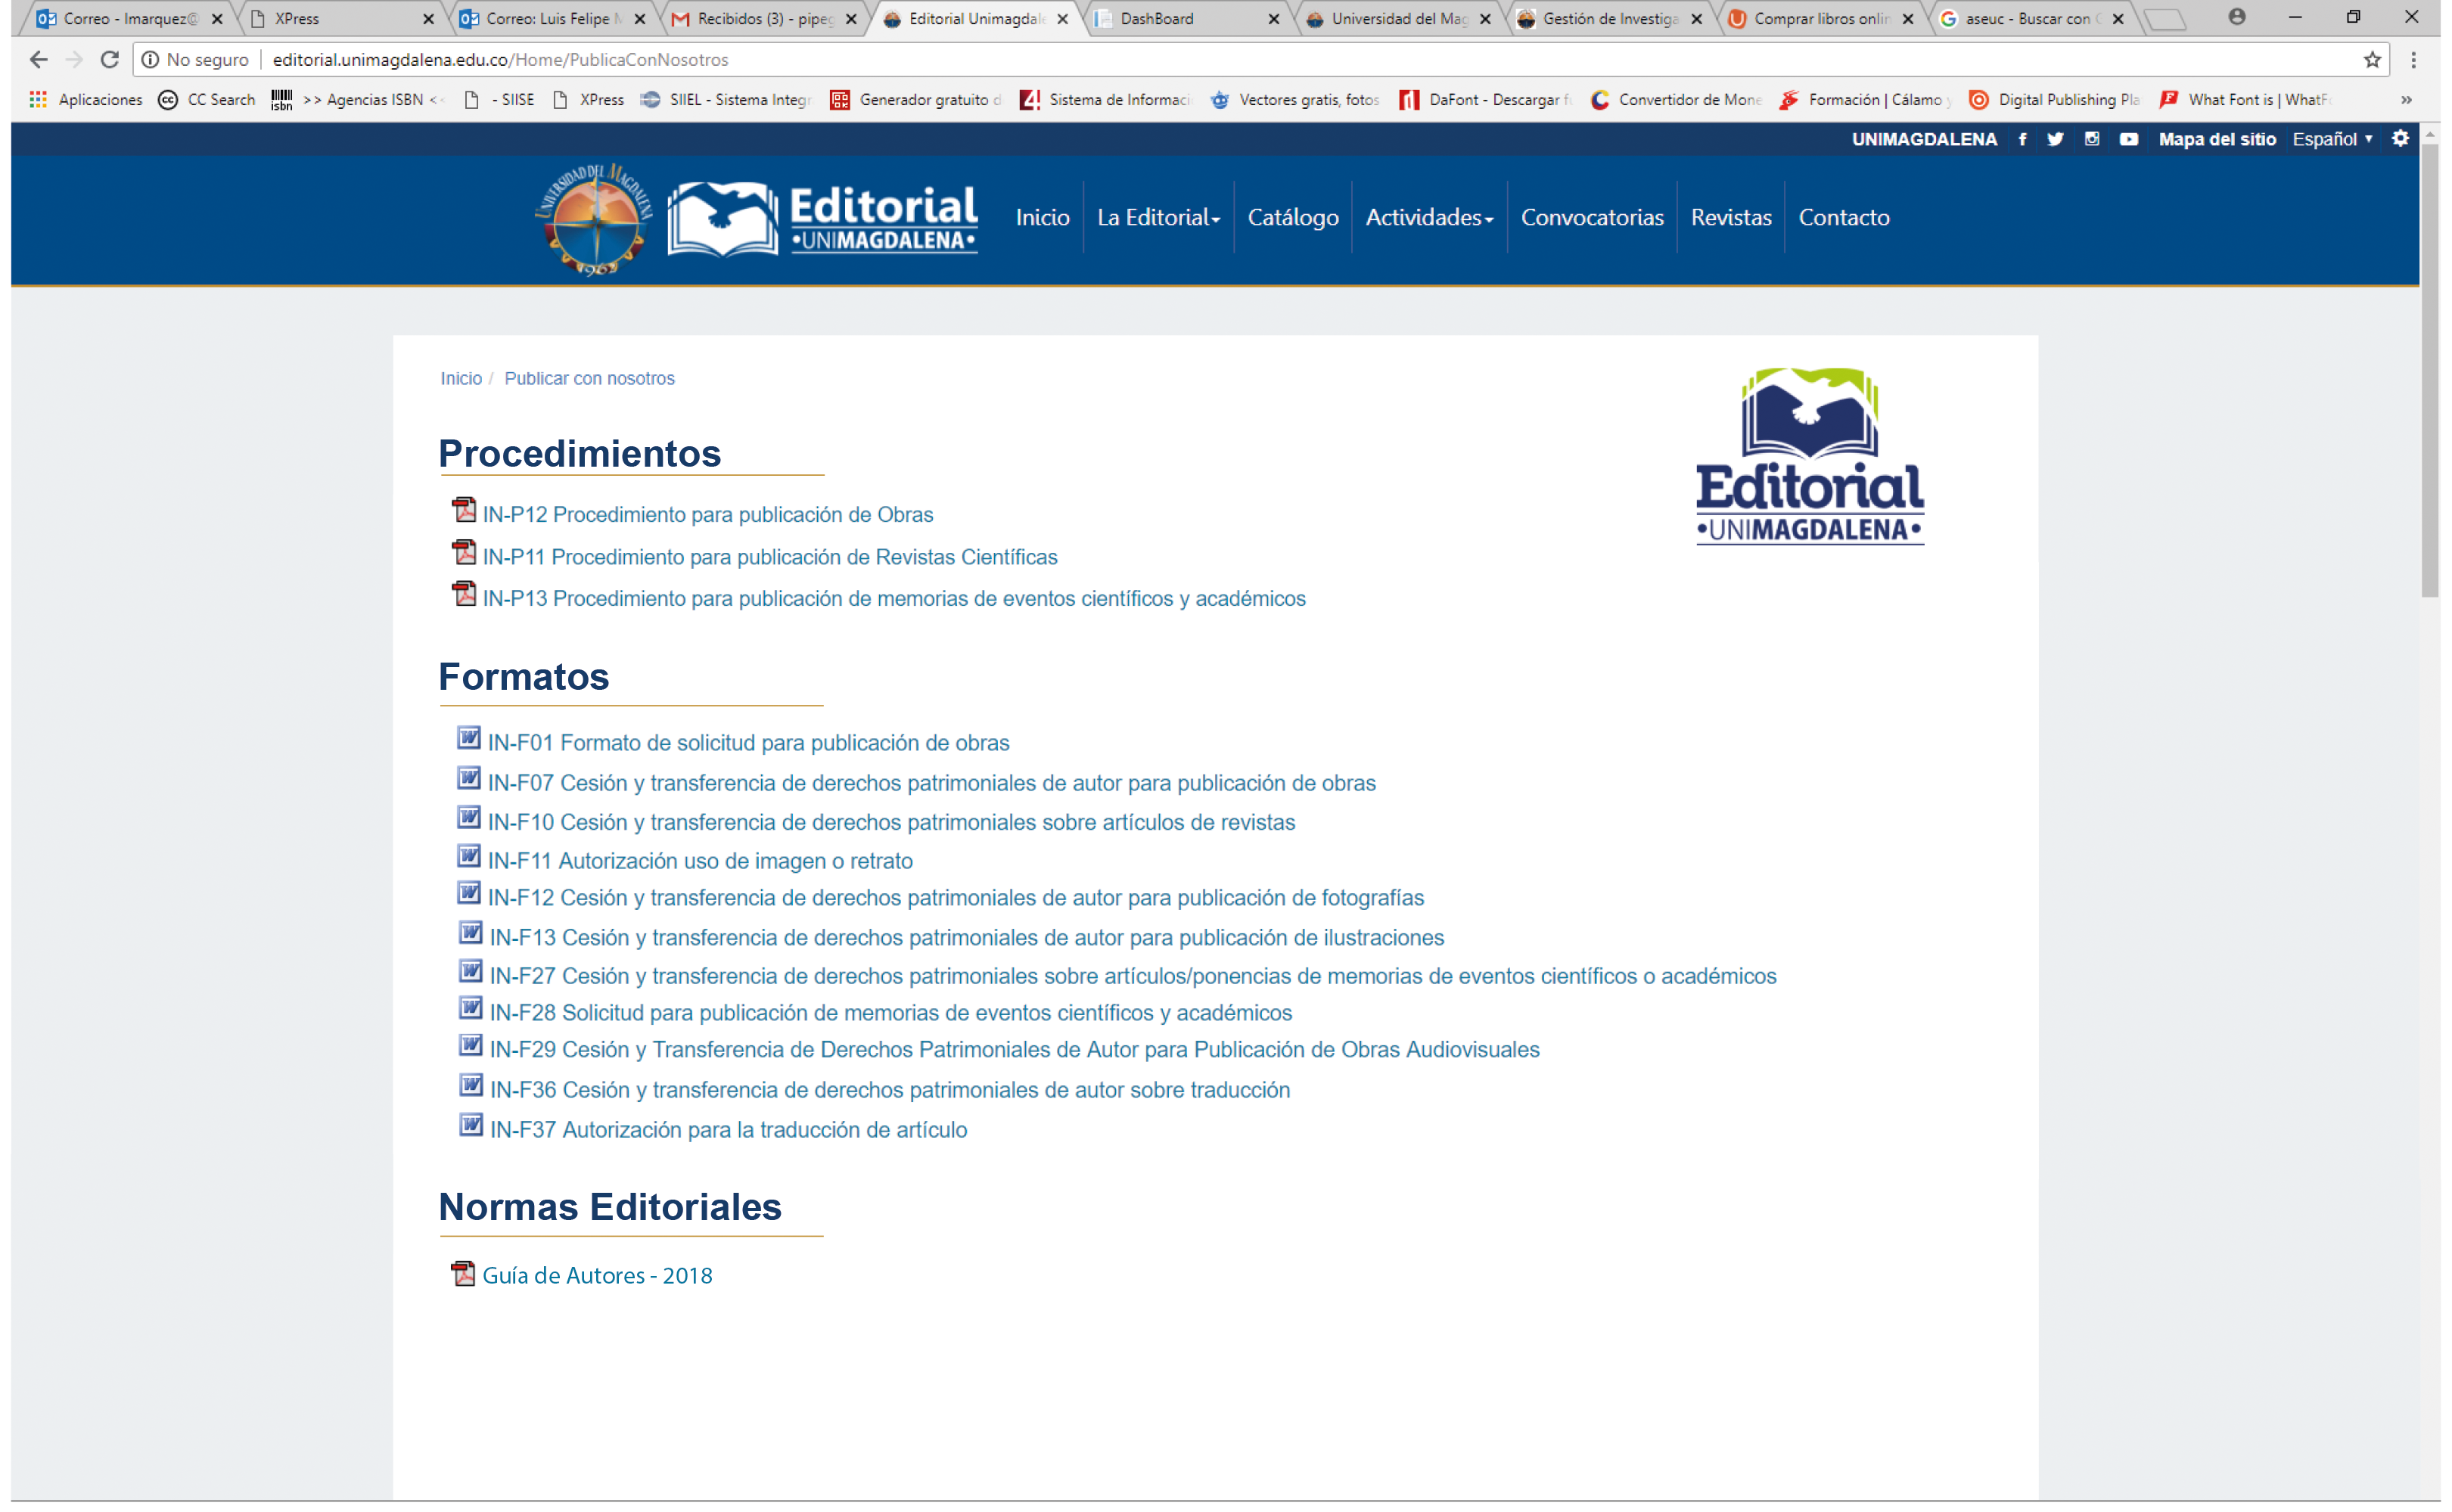 Correo - lmarquez@
XPress
Correo: Luis Felipe M
Recibidos (3) - pipeg
Editorial Unimagdale
DashBoard
Universidad del Mag
Gestión de Investiga
Comprar libros onlin
aseuc - Buscar con G
No seguro | editorial.unimagdalena.edu.co/Home/PublicaConNosotros
Aplicaciones
CC Search
isbn >> Agencias ISBN <<
- SIISE
XPress
SIIEL - Sistema Integr
Generador gratuito d
Sistema de Informaci
Vectores gratis, fotos
DaFont - Descargar f
Convertidor de Mone
Formación | Cálamo y
Digital Publishing Pla
What Font is | WhatF
»
UNIMAGDALENA
Mapa del sitio
Español
UNIVERSIDAD DEL MAGDALENA
1962
Editorial
•UNIMAGDALENA•
Inicio
La Editorial
Catálogo
Actividades
Convocatorias
Revistas
Contacto
Inicio / Publicar con nosotros
Editorial
•UNIMAGDALENA•
Procedimientos
IN-P12 Procedimiento para publicación de Obras
IN-P11 Procedimiento para publicación de Revistas Científicas
IN-P13 Procedimiento para publicación de memorias de eventos científicos y académicos
Formatos
IN-F01 Formato de solicitud para publicación de obras
IN-F07 Cesión y transferencia de derechos patrimoniales de autor para publicación de obras
IN-F10 Cesión y transferencia de derechos patrimoniales sobre artículos de revistas
IN-F11 Autorización uso de imagen o retrato
IN-F12 Cesión y transferencia de derechos patrimoniales de autor para publicación de fotografías
IN-F13 Cesión y transferencia de derechos patrimoniales de autor para publicación de ilustraciones
IN-F27 Cesión y transferencia de derechos patrimoniales sobre artículos/ponencias de memorias de eventos científicos o académicos
IN-F28 Solicitud para publicación de memorias de eventos científicos y académicos
IN-F29 Cesión y Transferencia de Derechos Patrimoniales de Autor para Publicación de Obras Audiovisuales
IN-F36 Cesión y transferencia de derechos patrimoniales de autor sobre traducción
IN-F37 Autorización para la traducción de artículo
Normas Editoriales
Guía de Autores - 2018